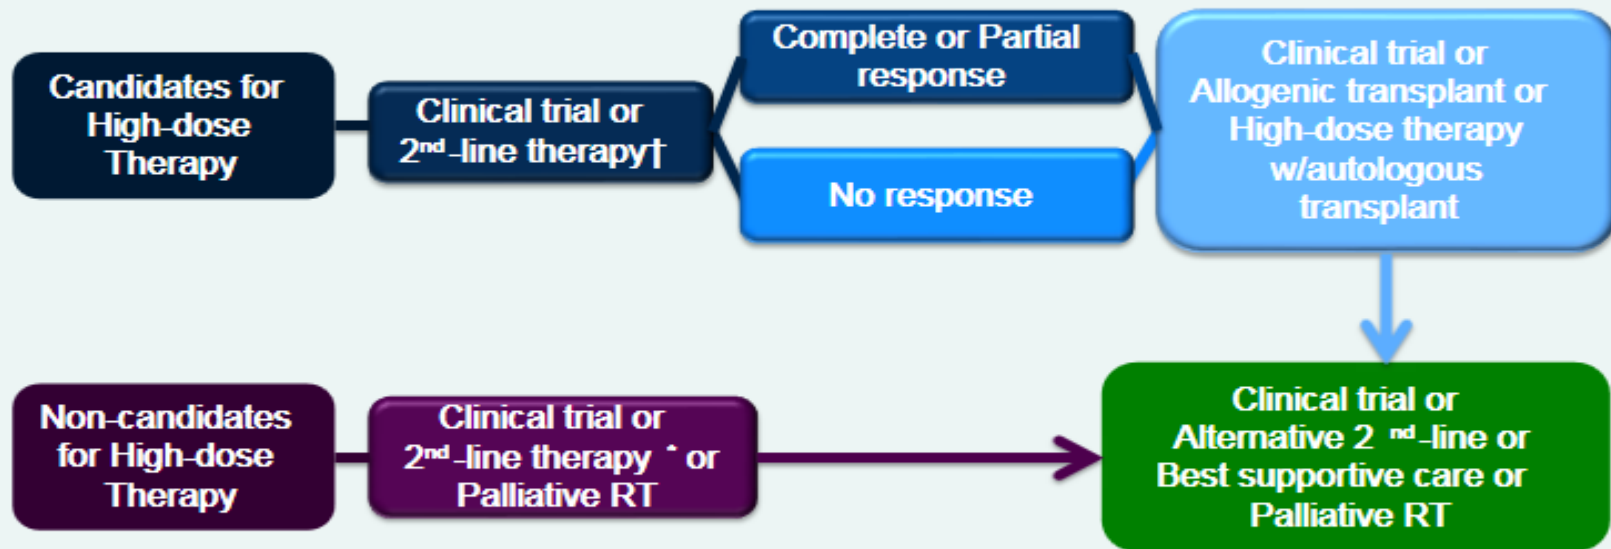 Candidates for
High-dose
Therapy
Clinical trial or
2nd -line therapy†
Complete or Partial
response
No response
Clinical trial or
Allogenic transplant or
High-dose therapy
w/autologous
transplant
Non-candidates
for High-dose
Therapy
Clinical trial or
2nd -line therapy * or
Palliative RT
Clinical trial or
Alternative 2 nd -line or
Best supportive care or
Palliative RT